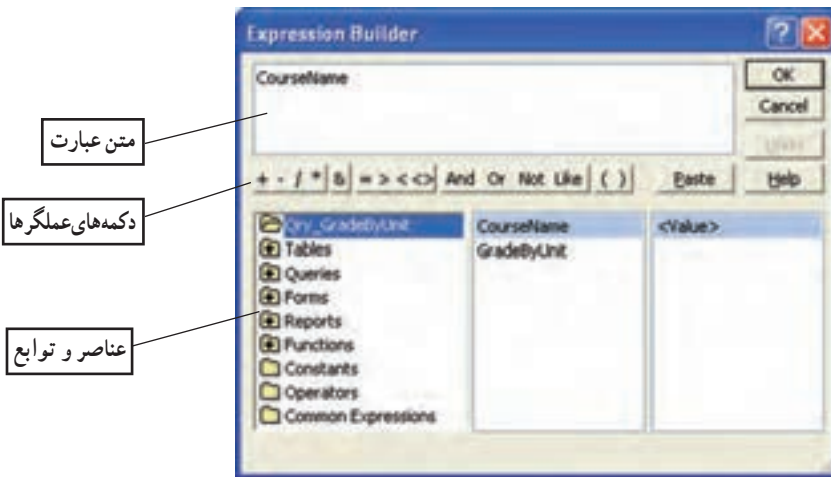 Expression Builder
CourseName
OK
Cancel
Undo
متن عبارت
+ - / * & = > < <> And Or Not Like ( ) Paste Help
دکمه‌های عملگرها
Qry_GradeByUnit CourseName <Value>
Tables GradeByUnit
Queries
Forms
Reports
عناصر و توابع
Functions
Constants
Operators
Common Expressions